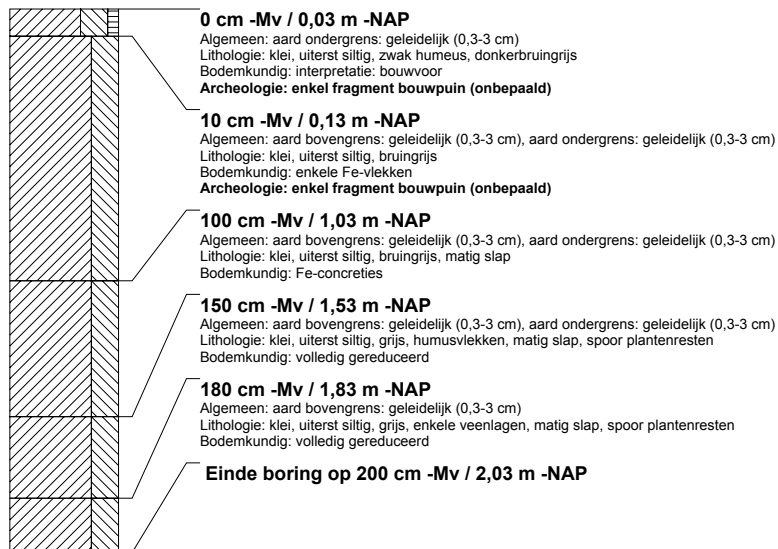 0 cm -Mv / 0,03 m -NAP
Algemeen: aard ondergrens: geleidelijk (0,3-3 cm)
Lithologie: klei, uiterst siltig, zwak humeus, donkerbruingrijs
Bodemkundig: interpretatie: bouwvoor
Archeologie: enkel fragment bouwpuin (onbepaald)
10 cm -Mv / 0,13 m -NAP
Algemeen: aard bovengrens: geleidelijk (0,3-3 cm), aard ondergrens: geleidelijk (0,3-3 cm)
Lithologie: klei, uiterst siltig, bruingrijs
Bodemkundig: enkele Fe-vlekken
Archeologie: enkel fragment bouwpuin (onbepaald)
100 cm -Mv / 1,03 m -NAP
Algemeen: aard bovengrens: geleidelijk (0,3-3 cm), aard ondergrens: geleidelijk (0,3-3 cm)
Lithologie: klei, uiterst siltig, bruingrijs, matig slap
Bodemkundig: Fe-concreties
150 cm -Mv / 1,53 m -NAP
Algemeen: aard bovengrens: geleidelijk (0,3-3 cm), aard ondergrens: geleidelijk (0,3-3 cm)
Lithologie: klei, uiterst siltig, grijs, humusvlekken, matig slap, spoor plantenresten
Bodemkundig: volledig gereduceerd
180 cm -Mv / 1,83 m -NAP
Algemeen: aard bovengrens: geleidelijk (0,3-3 cm)
Lithologie: klei, uiterst siltig, grijs, enkele veenlagen, matig slap, spoor plantenresten
Bodemkundig: volledig gereduceerd
Einde boring op 200 cm -Mv / 2,03 m -NAP